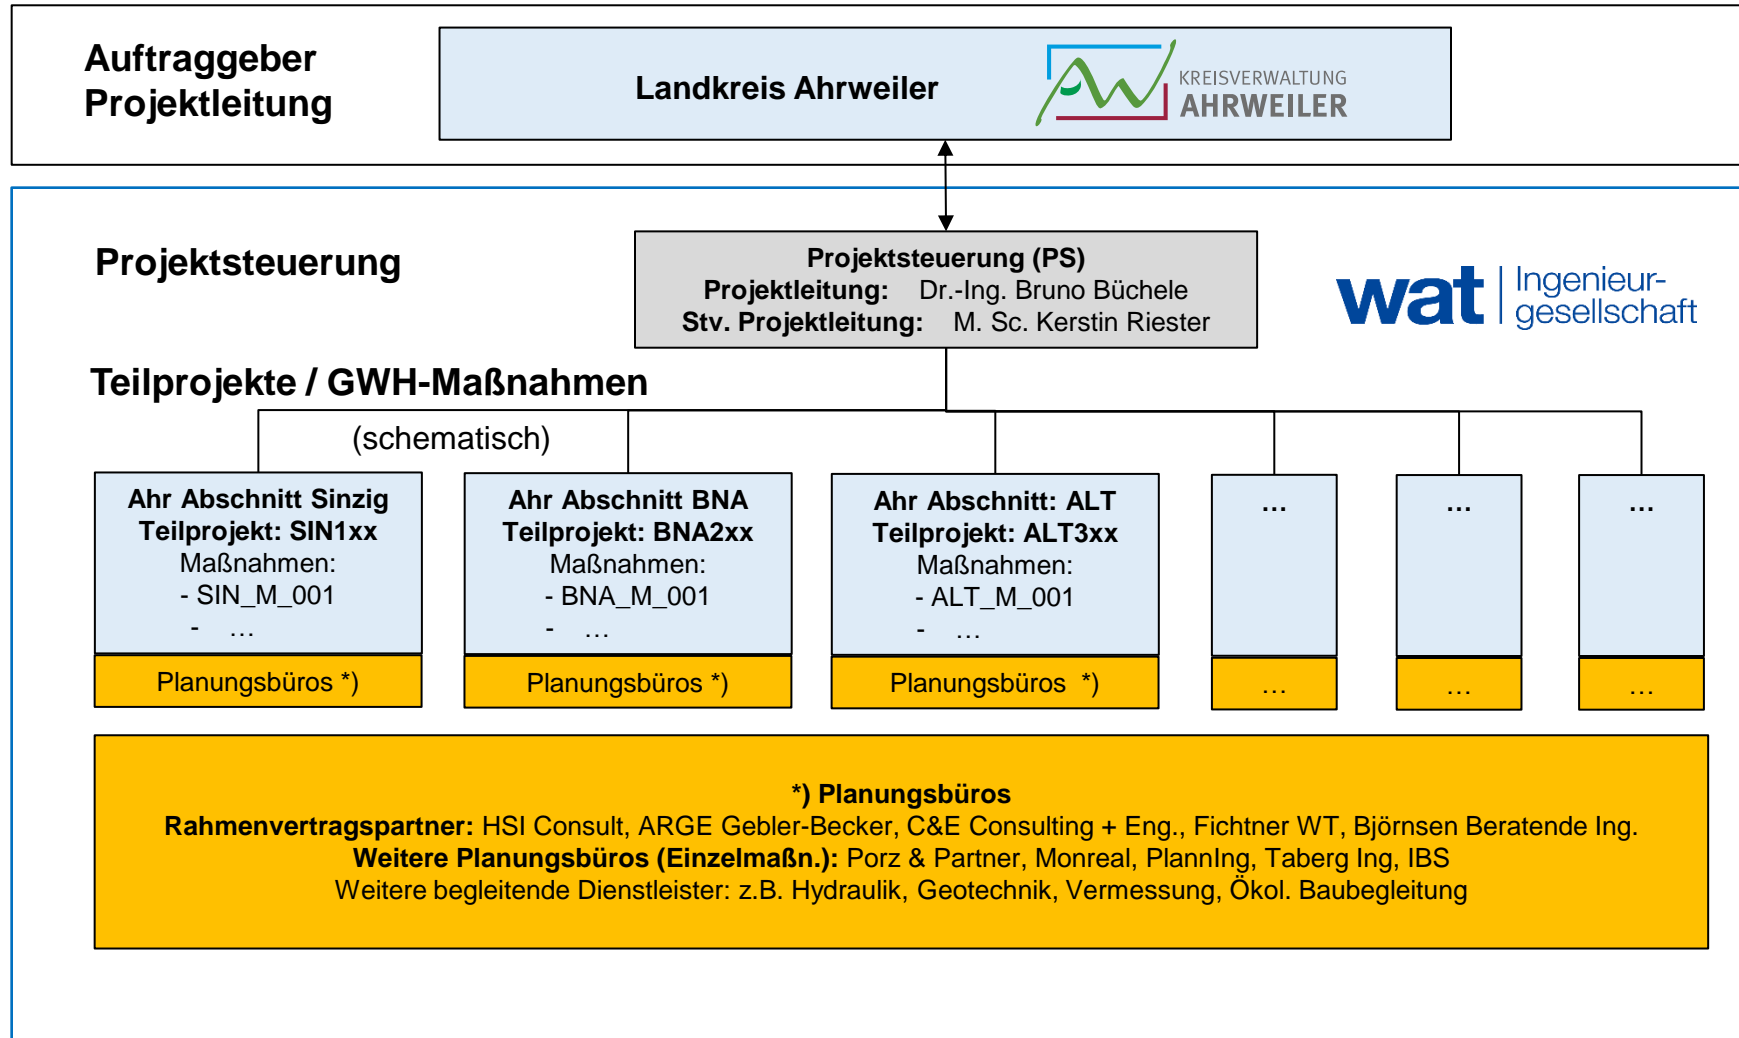 Auftraggeber
Projektleitung
Landkreis Ahrweiler
KREISVERWALTUNG
AHRWEILER
Projektsteuerung
Projektsteuerung (PS)
Projektleitung: Dr.-Ing. Bruno Büchele
Stv. Projektleitung: M. Sc. Kerstin Riester
wat
Ingenieur-
gesellschaft
Teilprojekte / GWH-Maßnahmen
(schematisch)
Ahr Abschnitt Sinzig
Teilprojekt: SIN1xx
Maßnahmen:
- SIN_M_001
- …
Planungsbüros *)
Ahr Abschnitt BNA
Teilprojekt: BNA2xx
Maßnahmen:
- BNA_M_001
- …
Planungsbüros *)
Ahr Abschnitt: ALT
Teilprojekt: ALT3xx
Maßnahmen:
- ALT_M_001
- …
Planungsbüros *)
…
…
…
…
…
…
*) Planungsbüros
Rahmenvertragspartner: HSI Consult, ARGE Gebler-Becker, C&E Consulting + Eng., Fichtner WT, Björnsen Beratende Ing.
Weitere Planungsbüros (Einzelmaßn.): Porz & Partner, Monreal, PlannIng, Taberg Ing, IBS
Weitere begleitende Dienstleister: z.B. Hydraulik, Geotechnik, Vermessung, Ökol. Baubegleitung